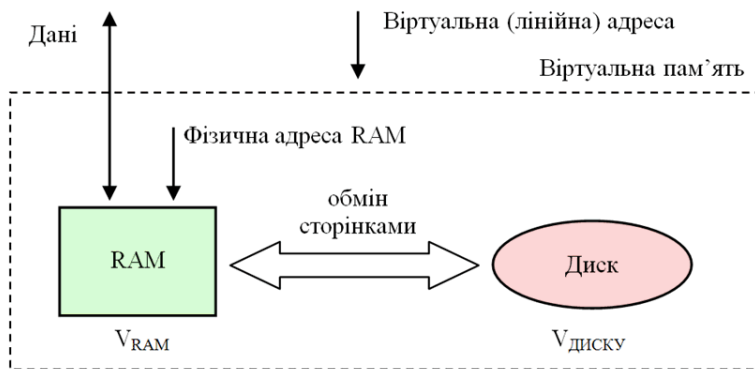 Дані
Віртуальна (лінійна) адреса
Віртуальна пам’ять
Фізична адреса RAM
обмін
сторінками
RAM
Диск
VRAM
VДИСКУ